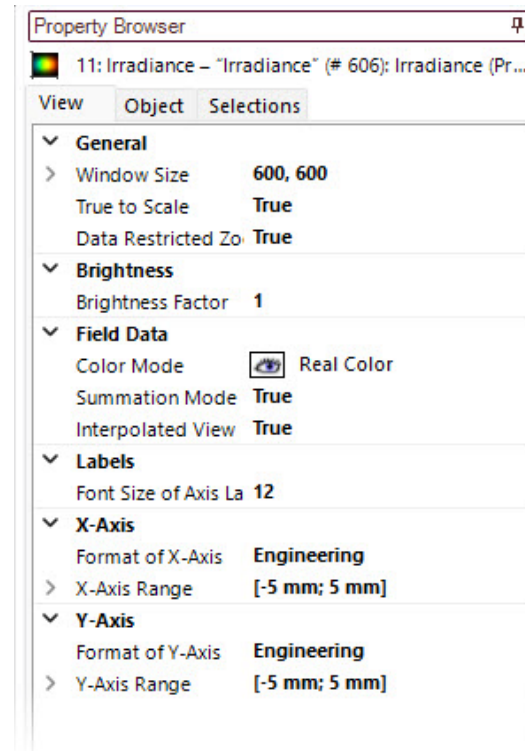 Property Browser
11: Irradiance – "Irradiance" (# 606): Irradiance (Pr...
View Object Selections
General
Window Size 600, 600
True to Scale True
Data Restricted Zo True
Brightness
Brightness Factor 1
Field Data
Color Mode Real Color
Summation Mode True
Interpolated View True
Labels
Font Size of Axis La 12
X-Axis
Format of X-Axis Engineering
X-Axis Range [-5 mm; 5 mm]
Y-Axis
Format of Y-Axis Engineering
Y-Axis Range [-5 mm; 5 mm]